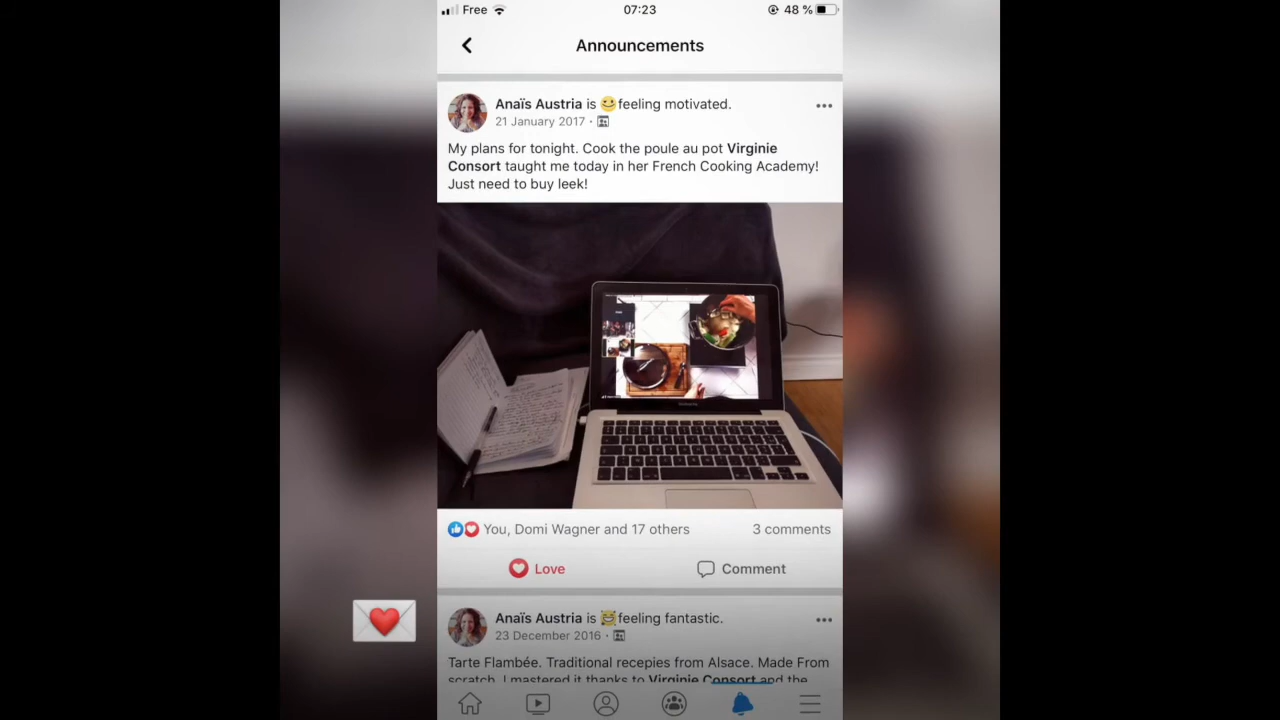 Free 07:23 48 %
Announcements
Anaïs Austria is feeling motivated.
21 January 2017 ·
My plans for tonight. Cook the poule au pot Virginie
Consort taught me today in her French Cooking Academy!
Just need to buy leek!
You, Domi Wagner and 17 others 3 comments
Love Comment
Anaïs Austria is feeling fantastic.
23 December 2016 ·
Tarte Flambée. Traditional recepies from Alsace. Made From
scratch. I mastered it thanks to Virginie Consort and the